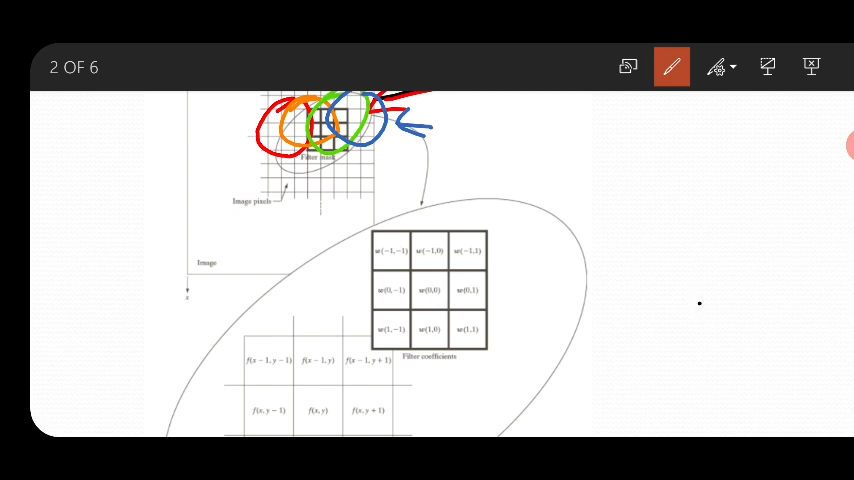 2 OF 6
Filter mask
Image pixels
Image
x
w(−1,−1) w(−1,0) w(−1,1)
w(0,−1) w(0,0) w(0,1)
w(1,−1) w(1,0) w(1,1)
Filter coefficients
f(x − 1, y − 1) f(x − 1, y) f(x − 1, y + 1)
f(x, y − 1) f(x, y) f(x, y + 1)